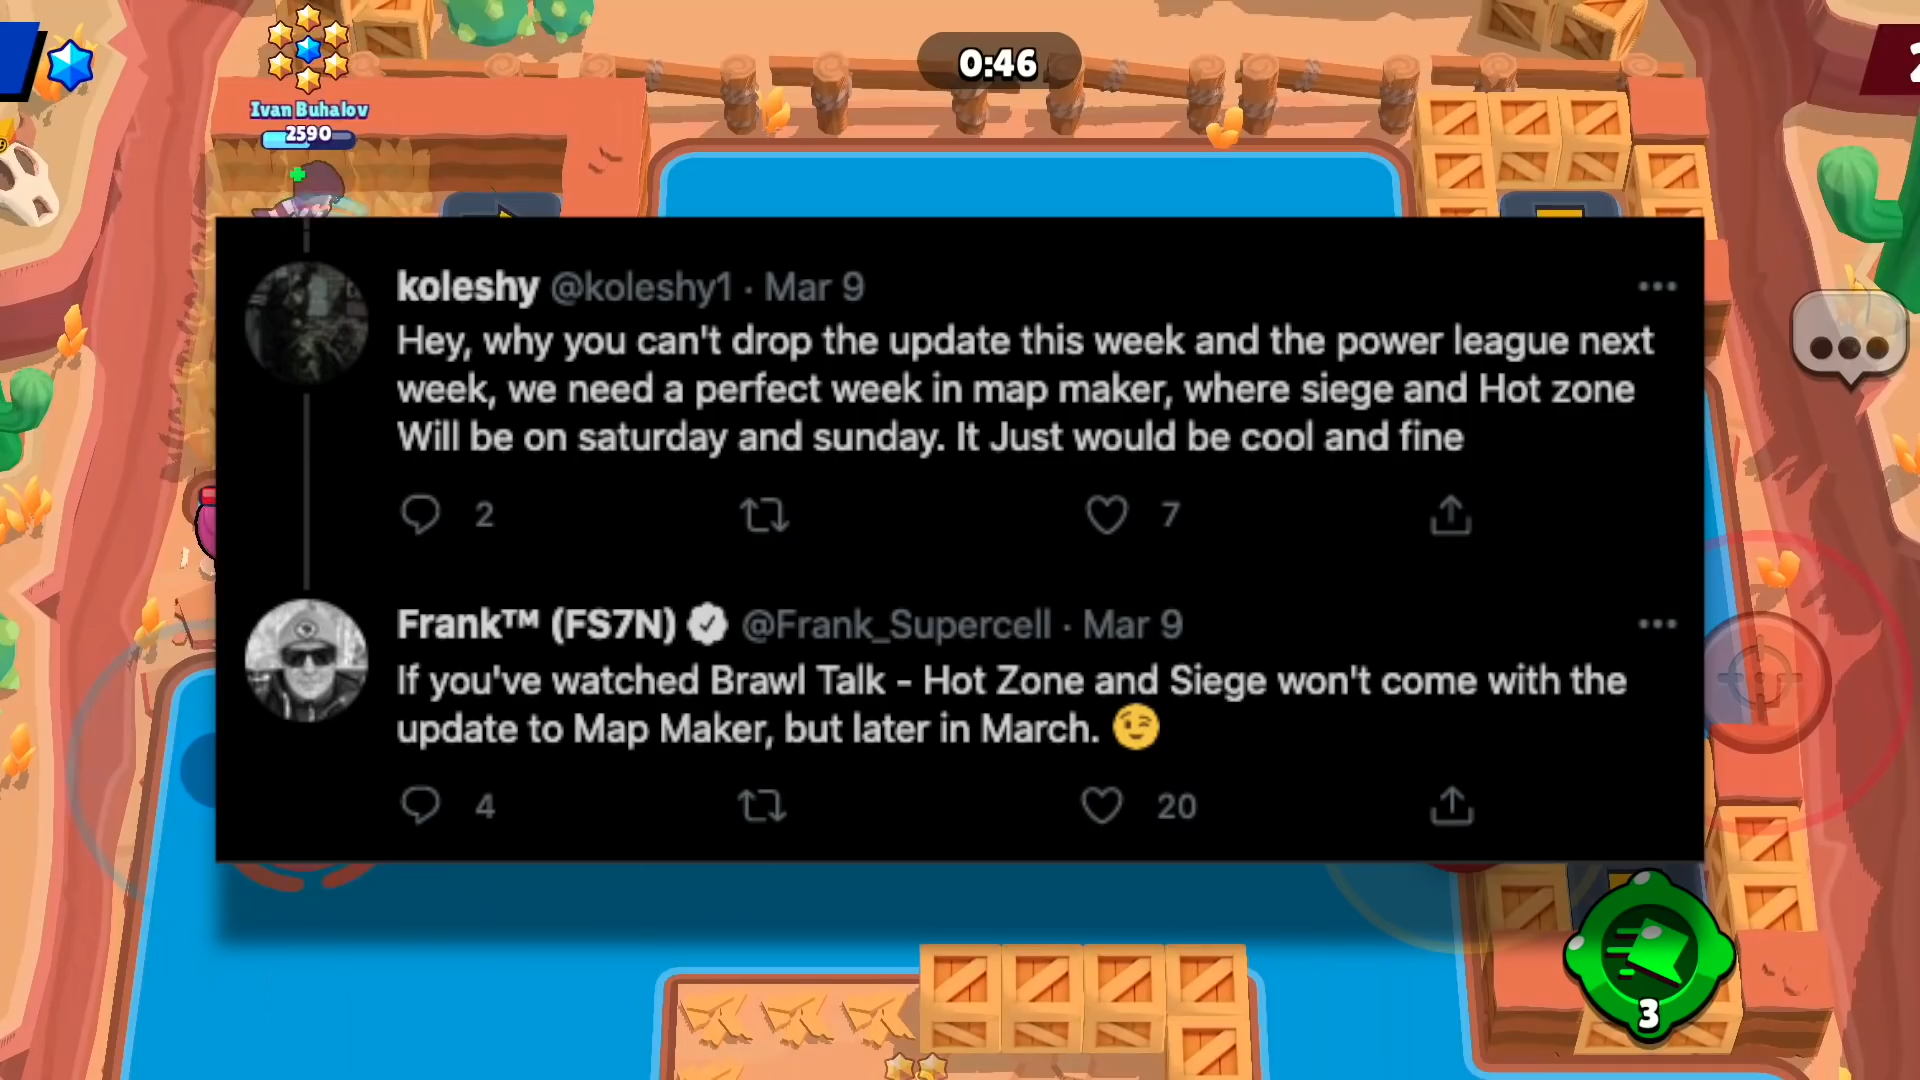 0:46
2
Ivan Buhalov
2590
koleshy @koleshy1 · Mar 9
Hey, why you can't drop the update this week and the power league next
week, we need a perfect week in map maker, where siege and Hot zone
Will be on saturday and sunday. It Just would be cool and fine
2 7
Frank™ (FS7N) @Frank_Supercell · Mar 9
If you've watched Brawl Talk - Hot Zone and Siege won't come with the
update to Map Maker, but later in March. 😉
4 20
3